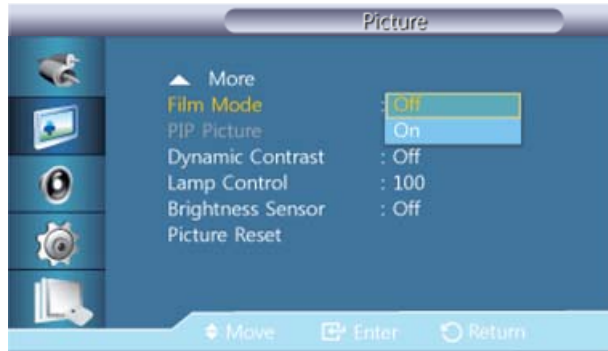 Picture
More
Film Mode : Off
PIP Picture On
Dynamic Contrast : Off
Lamp Control : 100
Brightness Sensor : Off
Picture Reset
Move Enter Return